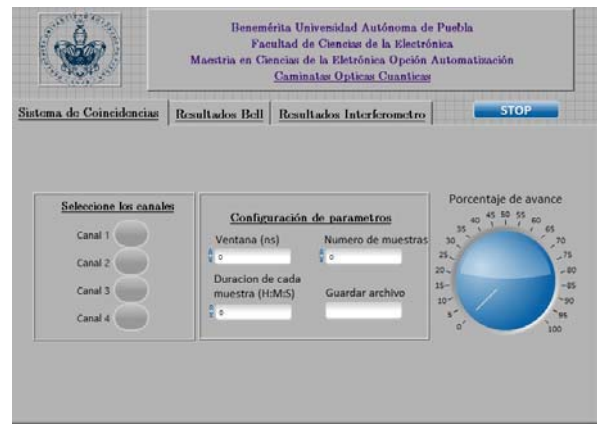 Benemérita Universidad Autónoma de Puebla
Facultad de Ciencias de la Electrónica
Maestria en Ciencias de la Eletrónica Opción Automatización
Caminatas Opticas Cuanticas
Sistema de Coincidencias
Resultados Bell
Resultados Interferometro
STOP
Seleccione los canales
Canal 1
Canal 2
Canal 3
Canal 4
Configuración de parametros
Ventana (ns)
Numero de muestras
0
0
Duracion de cada
muestra (H:M:S)
Guardar archivo
0
Porcentaje de avance
0 5 10 15 20 25 30 35 40 45 50 55 60 65 70 75 80 85 90 95 100